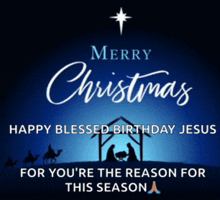 MERRY
Christmas
HAPPY BLESSED BIRTHDAY JESUS
FOR YOU'RE THE REASON FOR
THIS SEASON🙏🏽